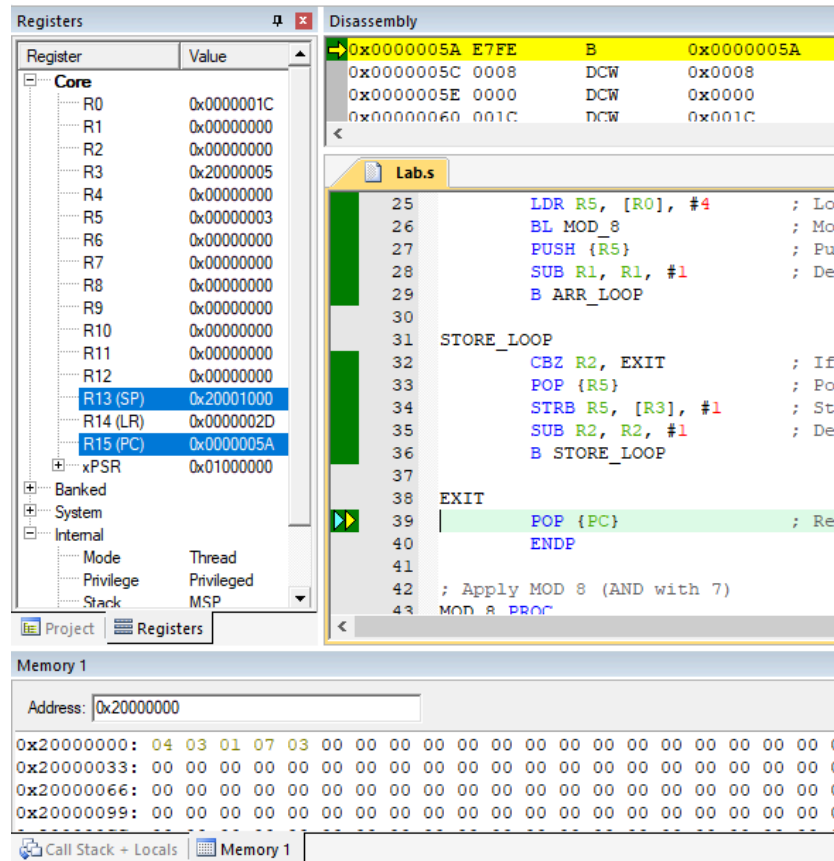 Registers
Register Value
Core
R0 0x0000001C
R1 0x00000000
R2 0x00000000
R3 0x20000005
R4 0x00000000
R5 0x00000003
R6 0x00000000
R7 0x00000000
R8 0x00000000
R9 0x00000000
R10 0x00000000
R11 0x00000000
R12 0x00000000
R13 (SP) 0x20001000
R14 (LR) 0x0000002D
R15 (PC) 0x0000005A
xPSR 0x01000000
Banked
System
Internal
Mode Thread
Privilege Privileged
Stack MSP
Project Registers
Disassembly
0x0000005A E7FE B 0x0000005A
0x0000005C 0008 DCW 0x0008
0x0000005E 0000 DCW 0x0000
0x00000060 001C DCW 0x001C
Lab.s
25 LDR R5, [R0], #4 ; Lo
26 BL MOD_8 ; Mo
27 PUSH {R5} ; Pu
28 SUB R1, R1, #1 ; De
29 B ARR_LOOP
30
31 STORE_LOOP
32 CBZ R2, EXIT ; If
33 POP {R5} ; Po
34 STRB R5, [R3], #1 ; St
35 SUB R2, R2, #1 ; De
36 B STORE_LOOP
37
38 EXIT
39 POP {PC} ; Re
40 ENDP
41
42 ; Apply MOD 8 (AND with 7)
43 MOD_8 PROC
Memory 1
Address: 0x20000000
0x20000000: 04 03 01 07 03 00 00 00 00 00 00 00 00 00 00 00 00 00 00 00
0x20000033: 00 00 00 00 00 00 00 00 00 00 00 00 00 00 00 00 00 00 00 00
0x20000066: 00 00 00 00 00 00 00 00 00 00 00 00 00 00 00 00 00 00 00 00
0x20000099: 00 00 00 00 00 00 00 00 00 00 00 00 00 00 00 00 00 00 00 00
Call Stack + Locals Memory 1